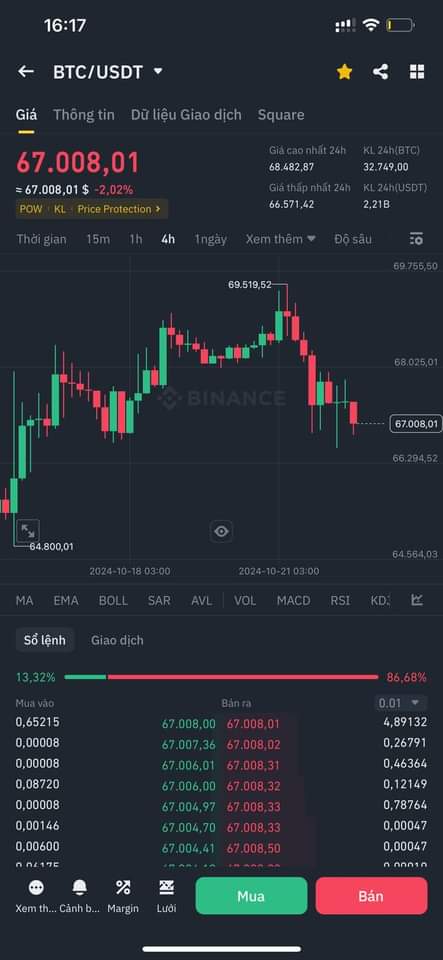 16:17
BTC/USDT
Giá Thông tin Dữ liệu Giao dịch Square
67.008,01
≈ 67.008,01 $ -2,02%
POW · KL · Price Protection >
Giá cao nhất 24h KL 24h(BTC)
68.482,87 32.749,00
Giá thấp nhất 24h KL 24h(USDT)
66.571,42 2,21B
Thời gian 15m 1h 4h 1ngày Xem thêm Độ sâu
69.755,50
69.519,52
68.025,01
BINANCE
67.008,01
66.294,52
64.800,01
64.564,03
2024-10-18 03:00 2024-10-21 03:00
MA EMA BOLL SAR AVL VOL MACD RSI KDJ
Sổ lệnh Giao dịch
13,32% 86,68%
Mua vào Bán ra 0.01
0,65215 67.008,00 67.008,01 4,89132
0,00008 67.007,36 67.008,02 0,26791
0,00008 67.006,01 67.008,31 0,46364
0,08720 67.006,00 67.008,32 0,12149
0,00008 67.004,97 67.008,33 0,78764
0,00146 67.004,70 67.008,33 0,00047
0,00600 67.004,41 67.008,50 0,00047
Xem th... Cảnh b... Margin Lưới Mua Bán